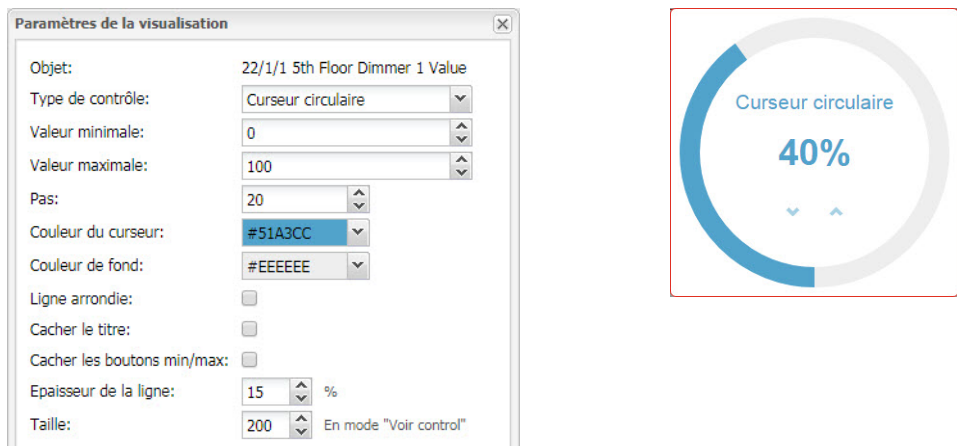 Paramètres de la visualisation
Objet: 22/1/1 5th Floor Dimmer 1 Value
Type de contrôle: Curseur circulaire
Valeur minimale: 0
Valeur maximale: 100
Pas: 20
Couleur du curseur: #51A3CC
Couleur de fond: #EEEEEE
Ligne arrondie:
Cacher le titre:
Cacher les boutons min/max:
Epaisseur de la ligne: 15 %
Taille: 200 En mode "Voir control"
Curseur circulaire
40%